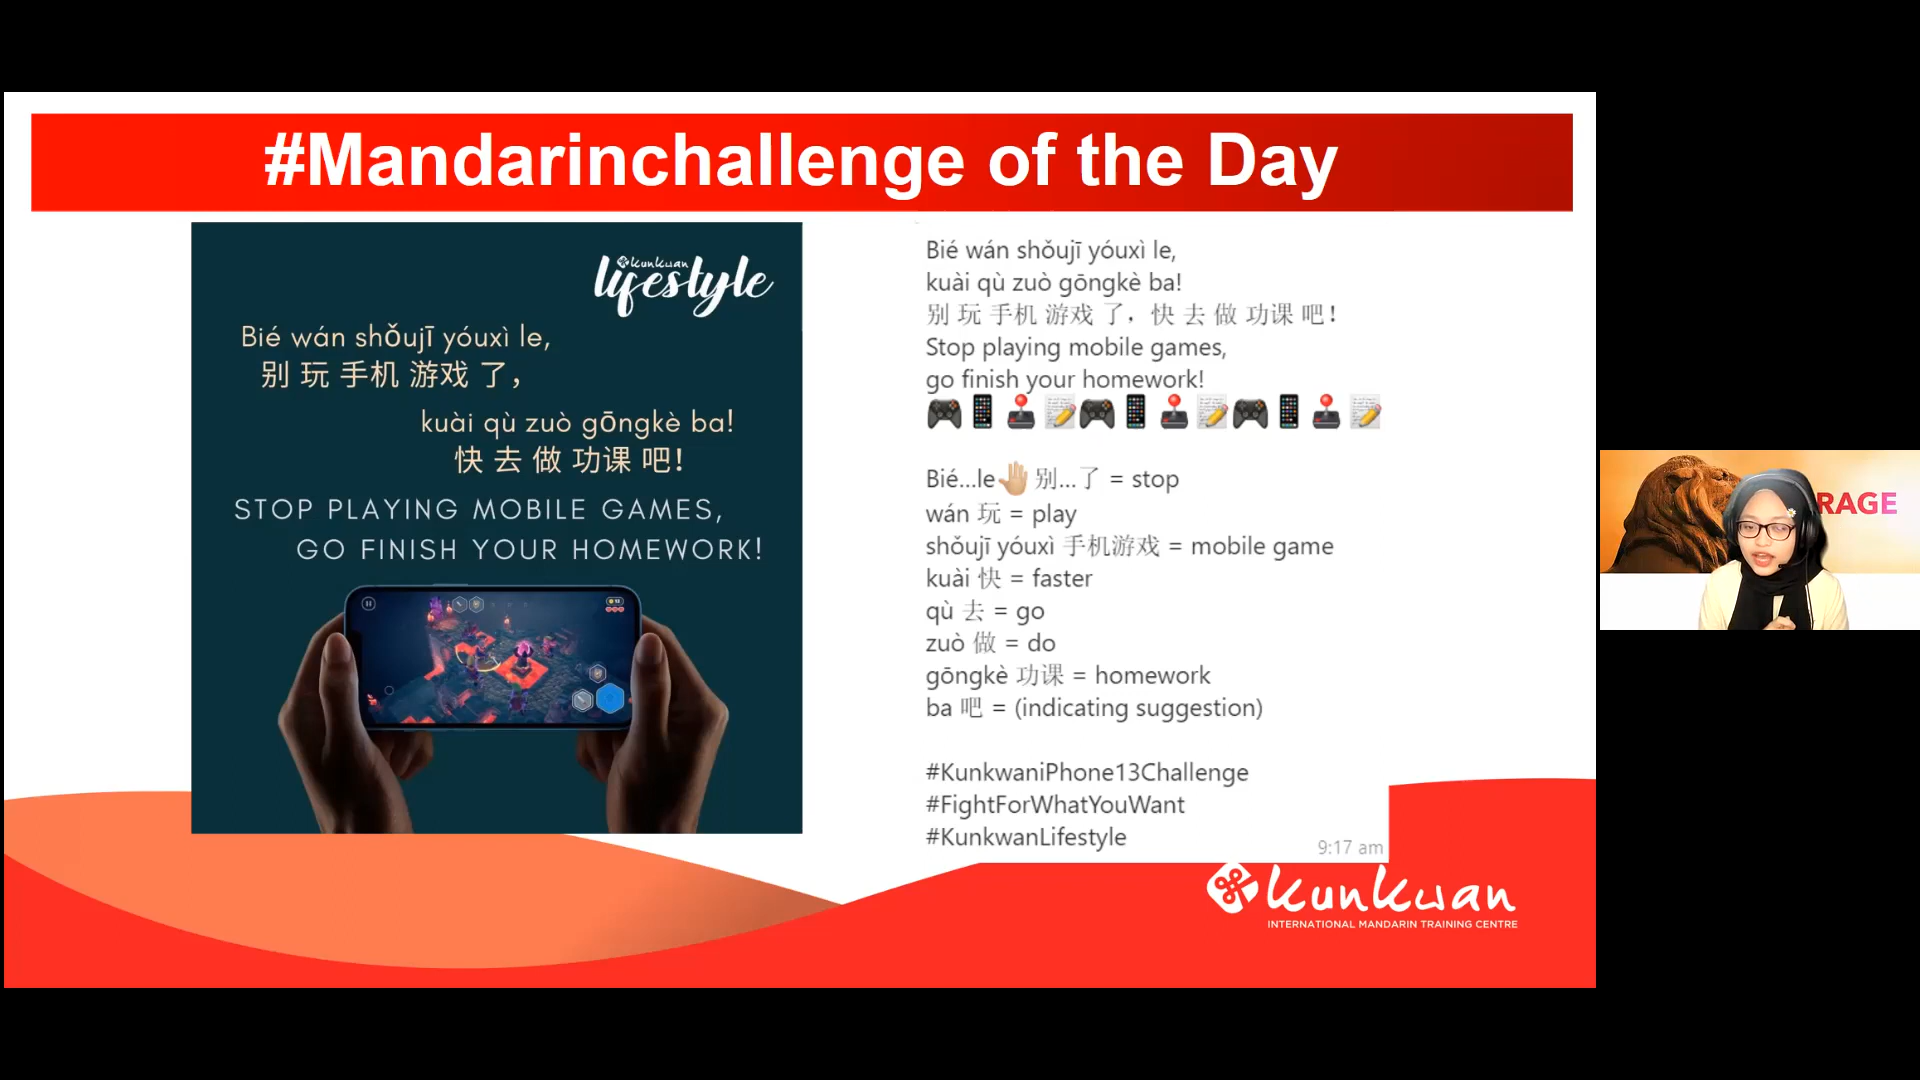 #Mandarinchallenge of the Day
kunkwan
lifestyle
Bié wán shǒujī yóuxì le,
别 玩 手机 游戏 了，
kuài qù zuò gōngkè ba!
快 去 做 功课 吧！
STOP PLAYING MOBILE GAMES,
GO FINISH YOUR HOMEWORK!
Bié wán shǒujī yóuxì le,
kuài qù zuò gōngkè ba!
别 玩 手机 游戏 了，快 去 做 功课 吧！
Stop playing mobile games,
go finish your homework!
Bié...le 别...了 = stop
wán 玩 = play
shǒujī yóuxì 手机游戏 = mobile game
kuài 快 = faster
qù 去 = go
zuò 做 = do
gōngkè 功课 = homework
ba 吧 = (indicating suggestion)
#KunkwaniPhone13Challenge
#FightForWhatYouWant
#KunkwanLifestyle
9:17 am
kunkwan
INTERNATIONAL MANDARIN TRAINING CENTRE
RAGE